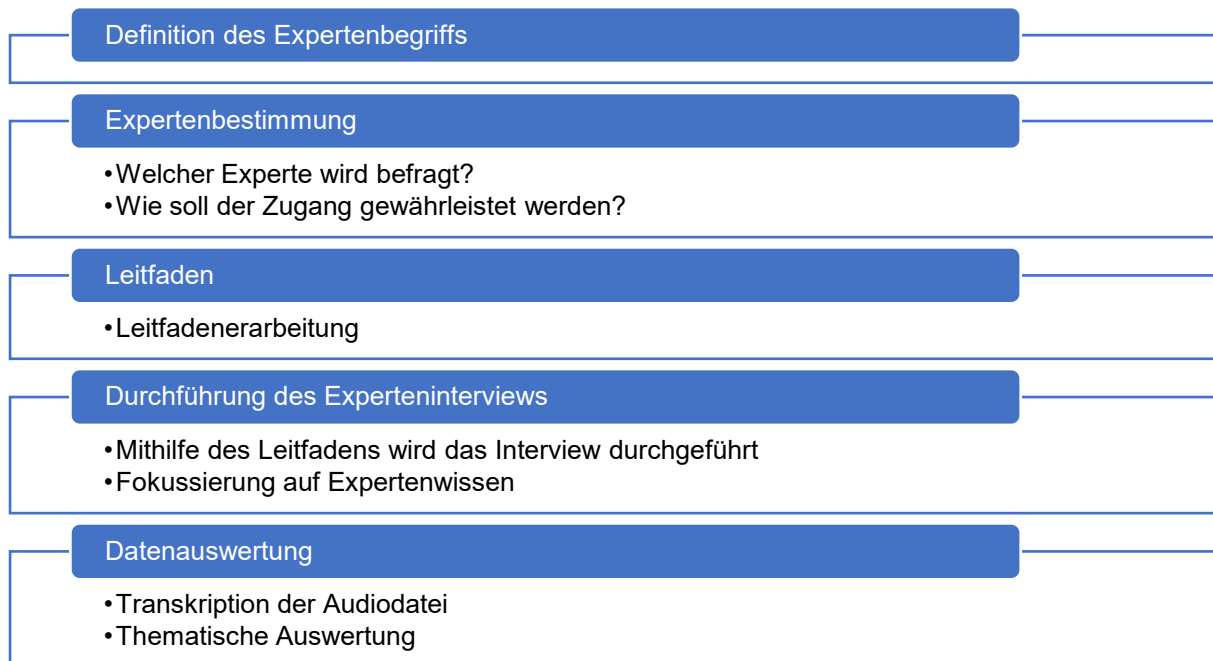 Definition des Expertenbegriffs
Expertenbestimmung
•Welcher Experte wird befragt?
•Wie soll der Zugang gewährleistet werden?
Leitfaden
•Leitfadenerarbeitung
Durchführung des Experteninterviews
•Mithilfe des Leitfadens wird das Interview durchgeführt
•Fokussierung auf Expertenwissen
Datenauswertung
•Transkription der Audiodatei
•Thematische Auswertung